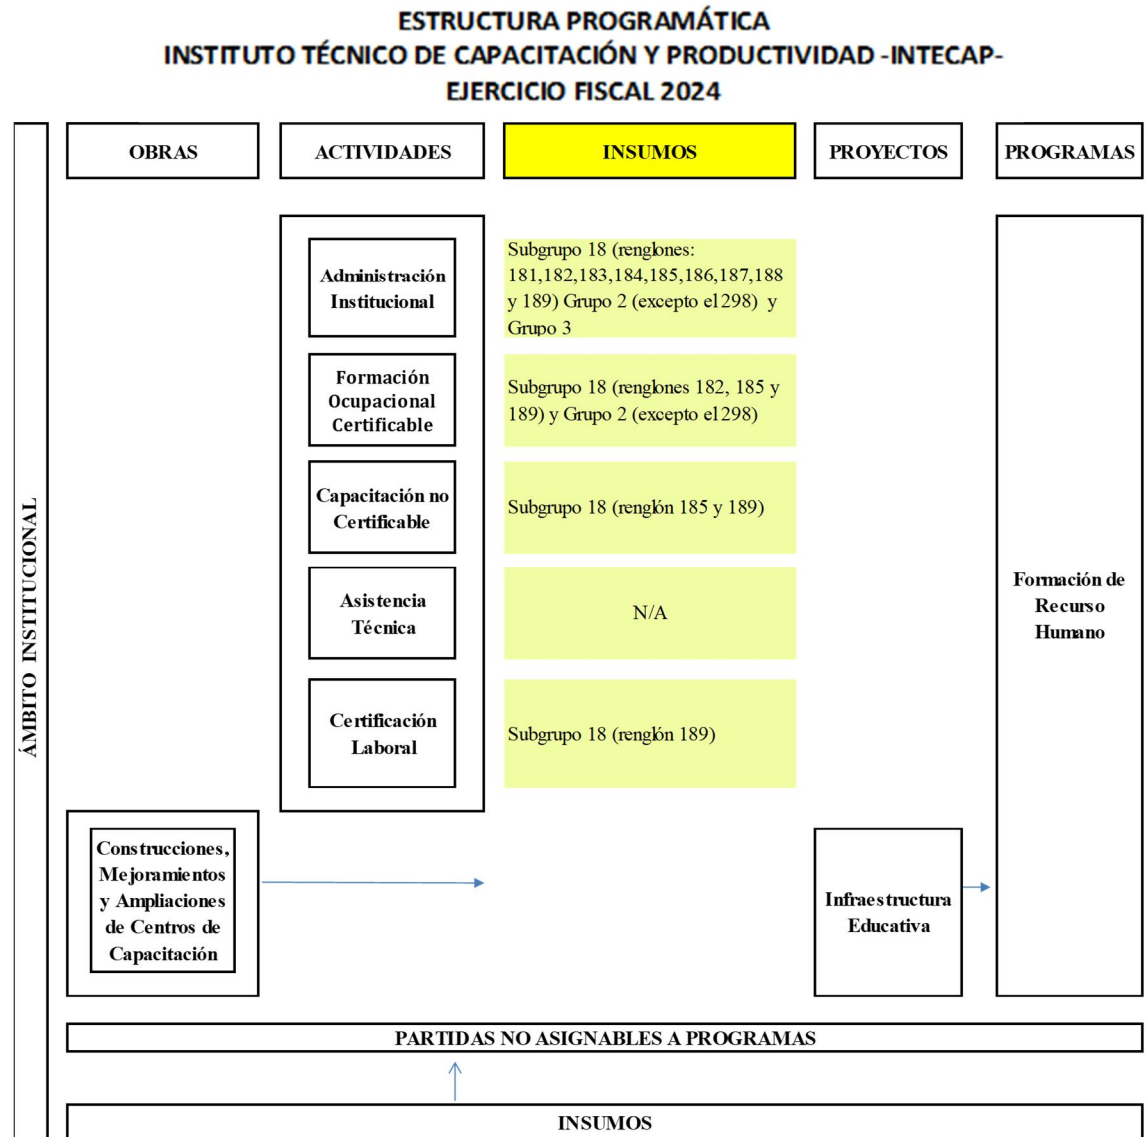 ESTRUCTURA PROGRAMÁTICA
INSTITUTO TÉCNICO DE CAPACITACIÓN Y PRODUCTIVIDAD -INTECAP-
EJERCICIO FISCAL 2024
ÁMBITO INSTITUCIONAL
OBRAS
ACTIVIDADES
INSUMOS
PROYECTOS
PROGRAMAS
Administración
Institucional
Subgrupo 18 (renglones:
181,182,183,184,185,186,187,188
y 189) Grupo 2 (excepto el 298) y
Grupo 3
Formación
Ocupacional
Certificable
Subgrupo 18 (renglones 182, 185 y
189) y Grupo 2 (excepto el 298)
Capacitación no
Certificable
Subgrupo 18 (renglón 185 y 189)
Asistencia
Técnica
N/A
Certificación
Laboral
Subgrupo 18 (renglón 189)
Formación de
Recurso
Humano
Construcciones,
Mejoramientos
y Ampliaciones
de Centros de
Capacitación
Infraestructura
Educativa
PARTIDAS NO ASIGNABLES A PROGRAMAS
INSUMOS